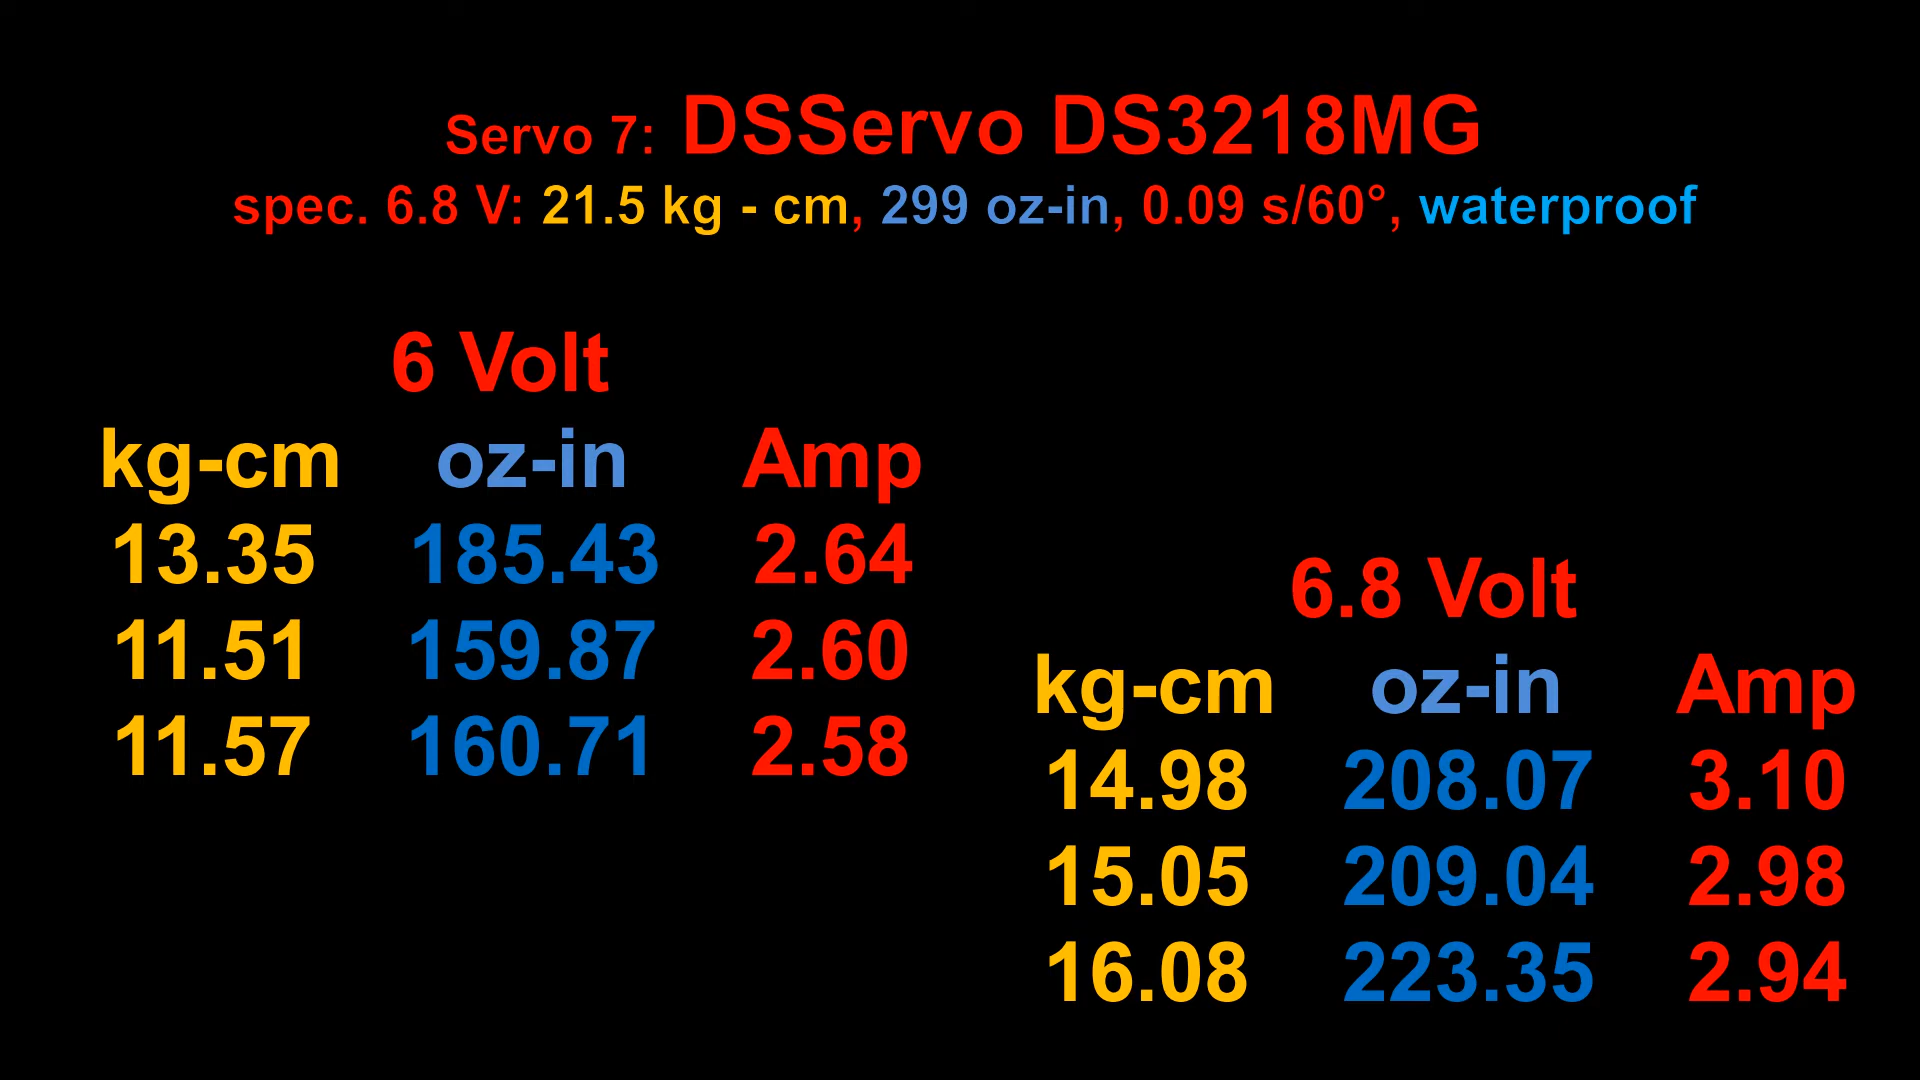 Servo 7: DSServo DS3218MG
spec. 6.8 V: 21.5 kg - cm, 299 oz-in, 0.09 s/60°, waterproof
6 Volt
kg-cm oz-in Amp
13.35 185.43 2.64
11.51 159.87 2.60
11.57 160.71 2.58
6.8 Volt
kg-cm oz-in Amp
14.98 208.07 3.10
15.05 209.04 2.98
16.08 223.35 2.94